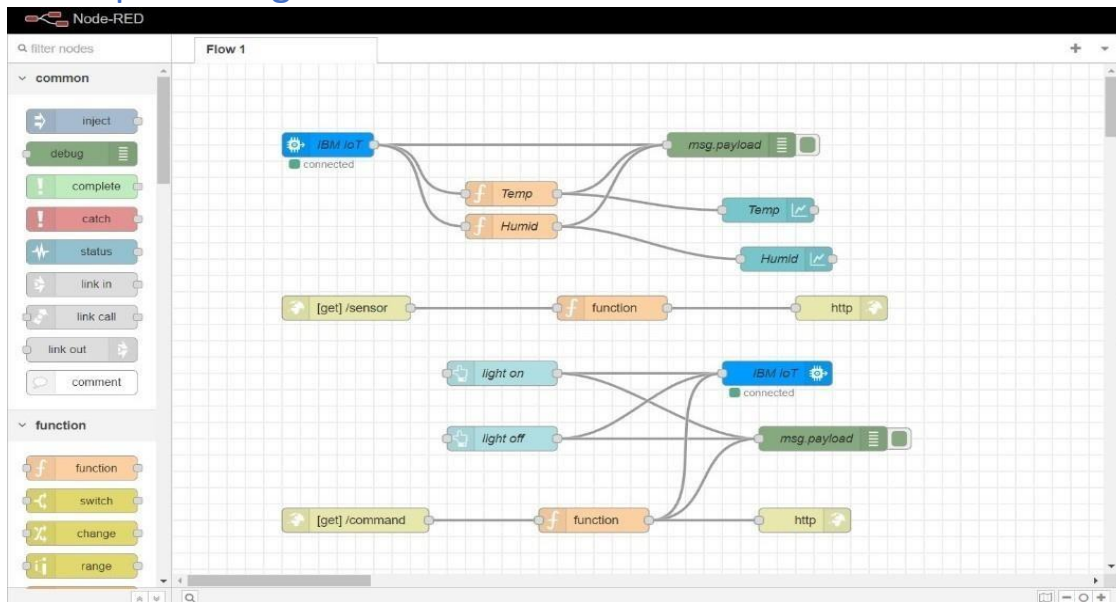 Node-RED
filter nodes
Flow 1
common
inject
debug
complete
catch
status
link in
link call
link out
comment
function
function
switch
change
range
IBM IoT
connected
msg.payload
Temp
Humid
Temp
Humid
[get] /sensor
function
http
light on
IBM IoT
connected
light off
msg.payload
[get] /command
function
http